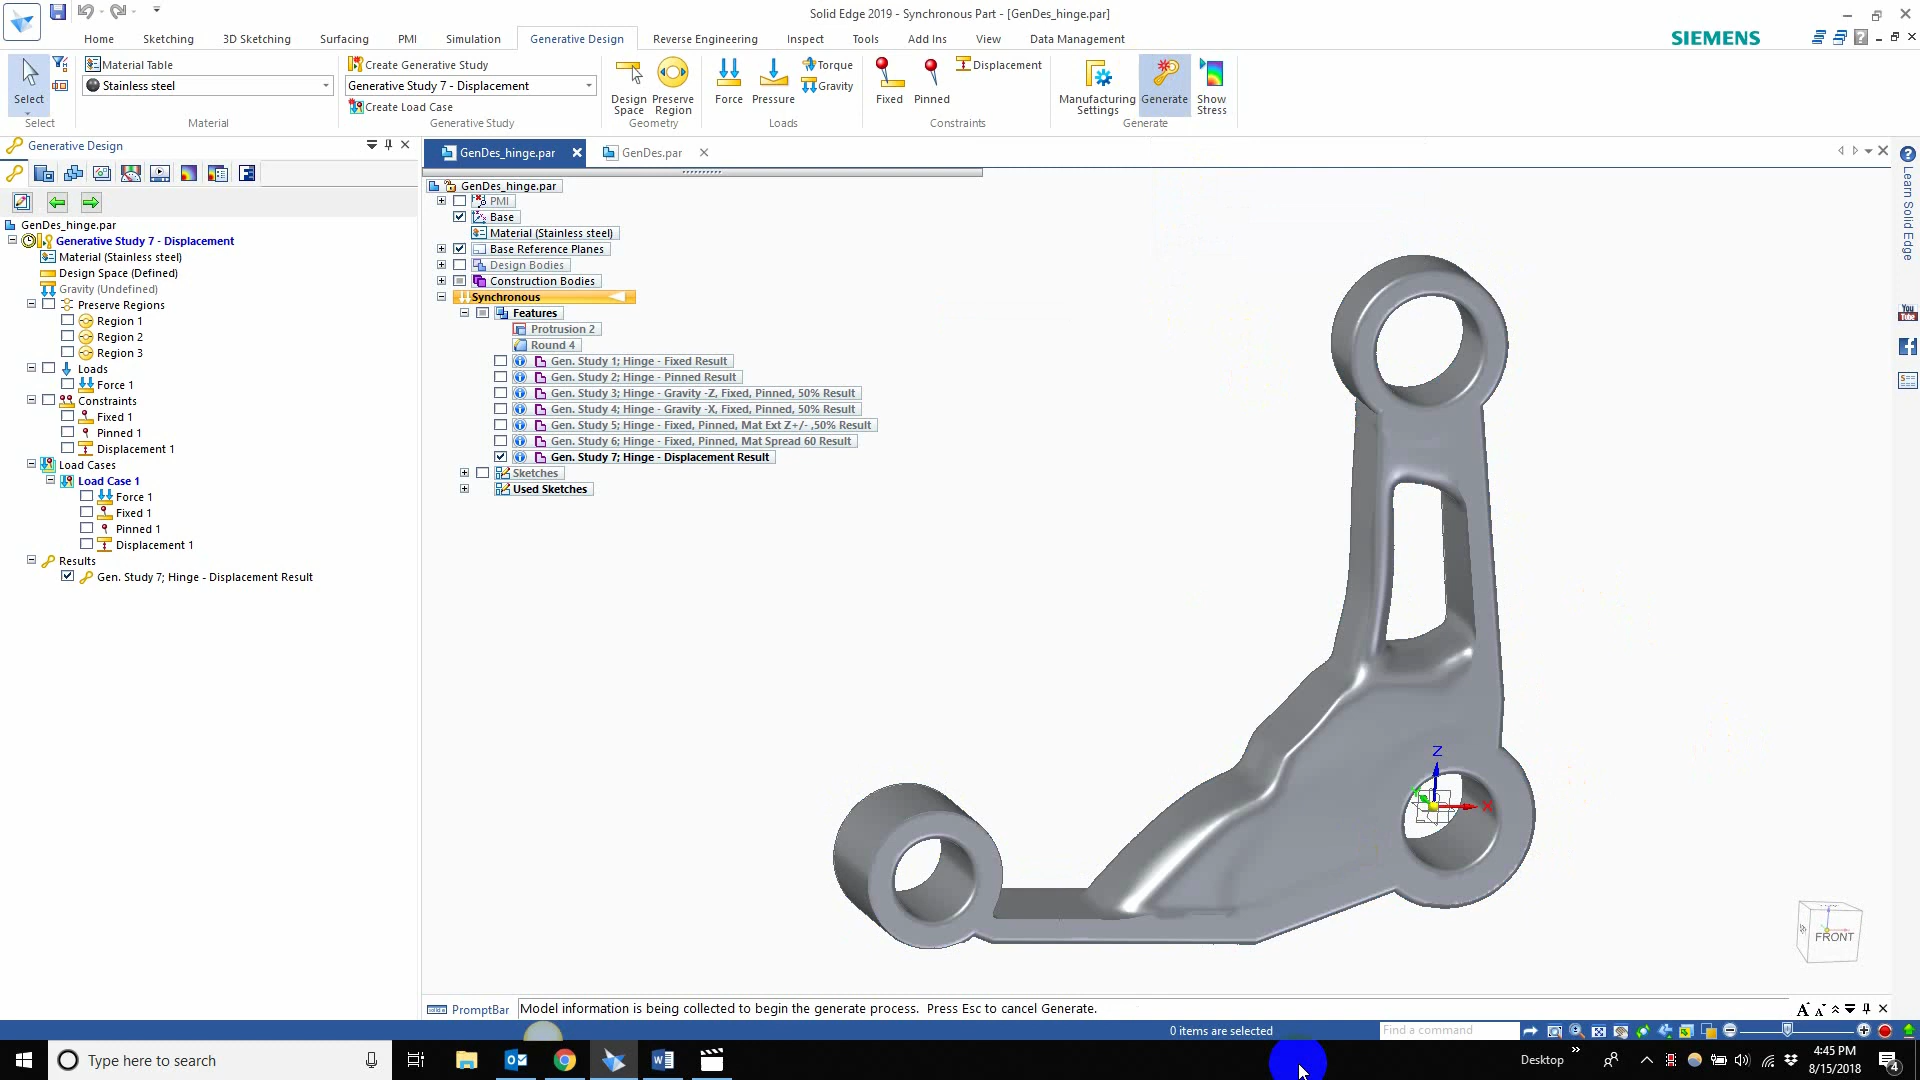 Solid Edge 2019 - Synchronous Part - [GenDes_hinge.par]
Home Sketching 3D Sketching Surfacing PMI Simulation Generative Design Reverse Engineering Inspect Tools Add Ins View Data Management
SIEMENS
Select
Select
Material Table
Stainless steel
Material
Create Generative Study
Generative Study 7 - Displacement
Create Load Case
Generative Study
Design Space
Preserve Region
Geometry
Force
Pressure
Torque
Gravity
Loads
Fixed
Pinned
Displacement
Constraints
Manufacturing Settings
Generate
Show Stress
Generate
Generative Design
GenDes_hinge.par
Generative Study 7 - Displacement
Material (Stainless steel)
Design Space (Defined)
Gravity (Undefined)
Preserve Regions
Region 1
Region 2
Region 3
Loads
Force 1
Constraints
Fixed 1
Pinned 1
Displacement 1
Load Cases
Load Case 1
Force 1
Fixed 1
Pinned 1
Displacement 1
Results
Gen. Study 7; Hinge - Displacement Result
GenDes_hinge.par
GenDes.par
GenDes_hinge.par
PMI
Base
Material (Stainless steel)
Base Reference Planes
Design Bodies
Construction Bodies
Synchronous
Features
Protrusion 2
Round 4
Gen. Study 1; Hinge - Fixed Result
Gen. Study 2; Hinge - Pinned Result
Gen. Study 3; Hinge - Gravity -Z, Fixed, Pinned, 50% Result
Gen. Study 4; Hinge - Gravity -X, Fixed, Pinned, 50% Result
Gen. Study 5; Hinge - Fixed, Pinned, Mat Ext Z+/- ,50% Result
Gen. Study 6; Hinge - Fixed, Pinned, Mat Spread 60 Result
Gen. Study 7; Hinge - Displacement Result
Sketches
Used Sketches
Z
X
FRONT
Learn Solid Edge
You Tube
PromptBar
Model information is being collected to begin the generate process. Press Esc to cancel Generate.
A A
0 items are selected
Find a command
Type here to search
Desktop
4:45 PM
8/15/2018
4